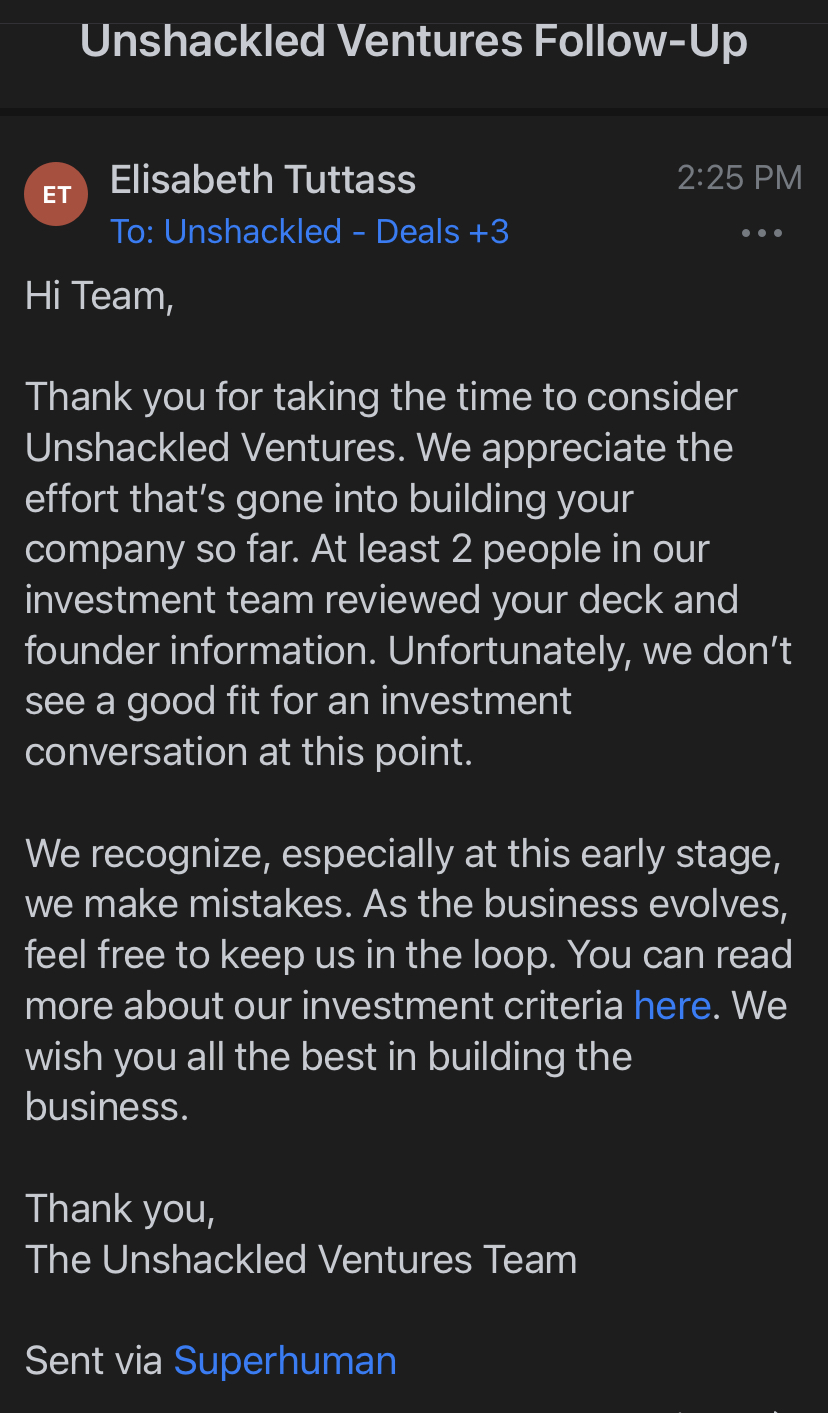 Unshackled Ventures Follow-Up
ET
Elisabeth Tuttass
2:25 PM
To: Unshackled - Deals +3
Hi Team,
Thank you for taking the time to consider
Unshackled Ventures. We appreciate the
effort that’s gone into building your
company so far. At least 2 people in our
investment team reviewed your deck and
founder information. Unfortunately, we don’t
see a good fit for an investment
conversation at this point.
We recognize, especially at this early stage,
we make mistakes. As the business evolves,
feel free to keep us in the loop. You can read
more about our investment criteria here. We
wish you all the best in building the
business.
Thank you,
The Unshackled Ventures Team
Sent via Superhuman